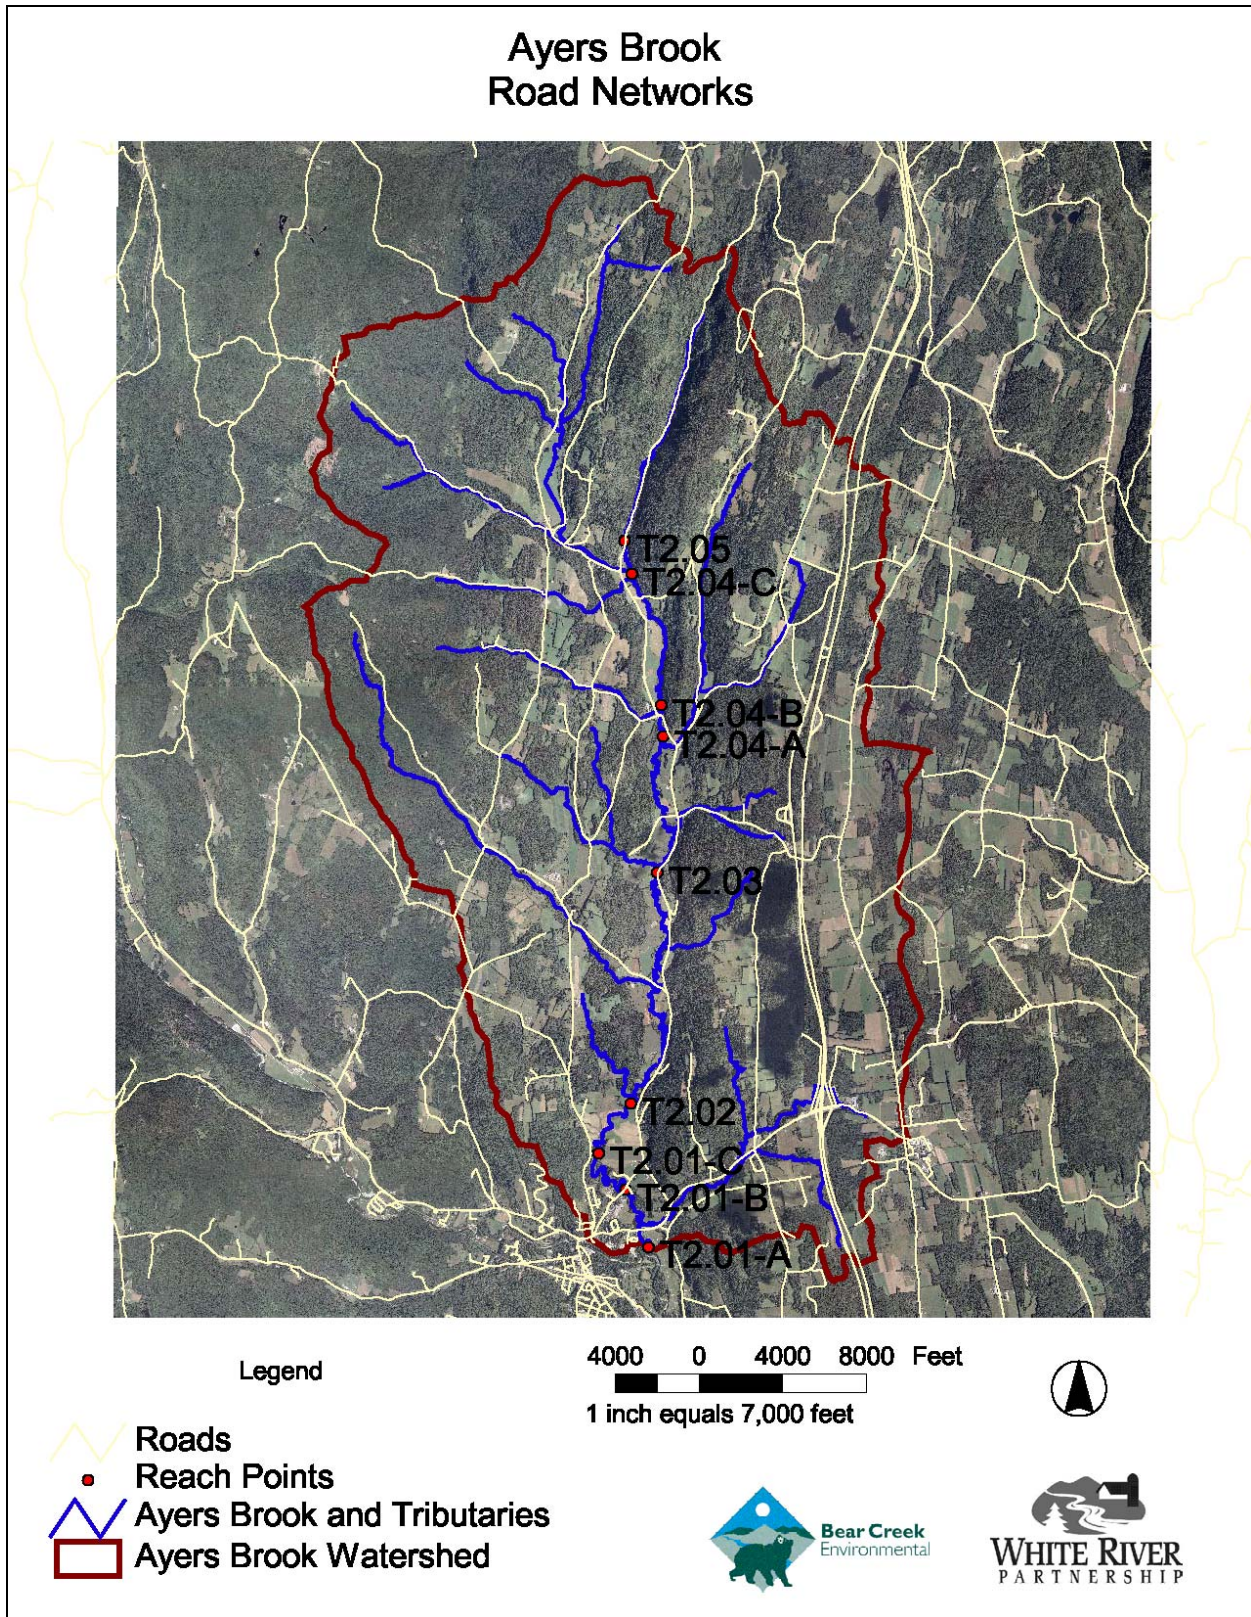 Ayers Brook
Road Networks
T2.05
T2.04-C
T2.04-B
T2.04-A
T2.03
T2.02
T2.01-C
T2.01-B
T2.01-A
Legend
4000 0 4000 8000 Feet
1 inch equals 7,000 feet
Roads
Reach Points
Ayers Brook and Tributaries
Ayers Brook Watershed
Bear Creek
Environmental
WHITE RIVER
PARTNERSHIP